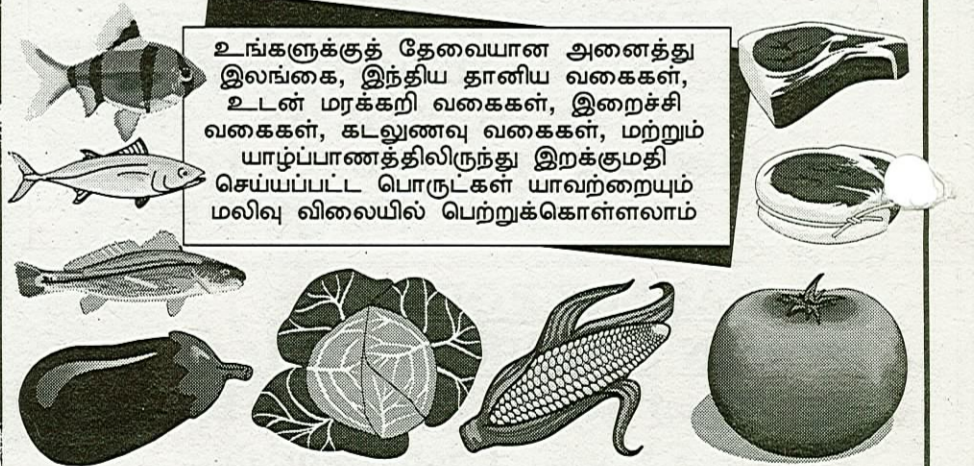 உங்களுக்குத் தேவையான அனைத்து
இலங்கை, இந்திய தானிய வகைகள்,
உடன் மரக்கறி வகைகள், இறைச்சி
வகைகள், கடலுணவு வகைகள், மற்றும்
யாழ்ப்பாணத்திலிருந்து இறக்குமதி
செய்யப்பட்ட பொருட்கள் யாவற்றையும்
மலிவு விலையில் பெற்றுக்கொள்ளலாம்